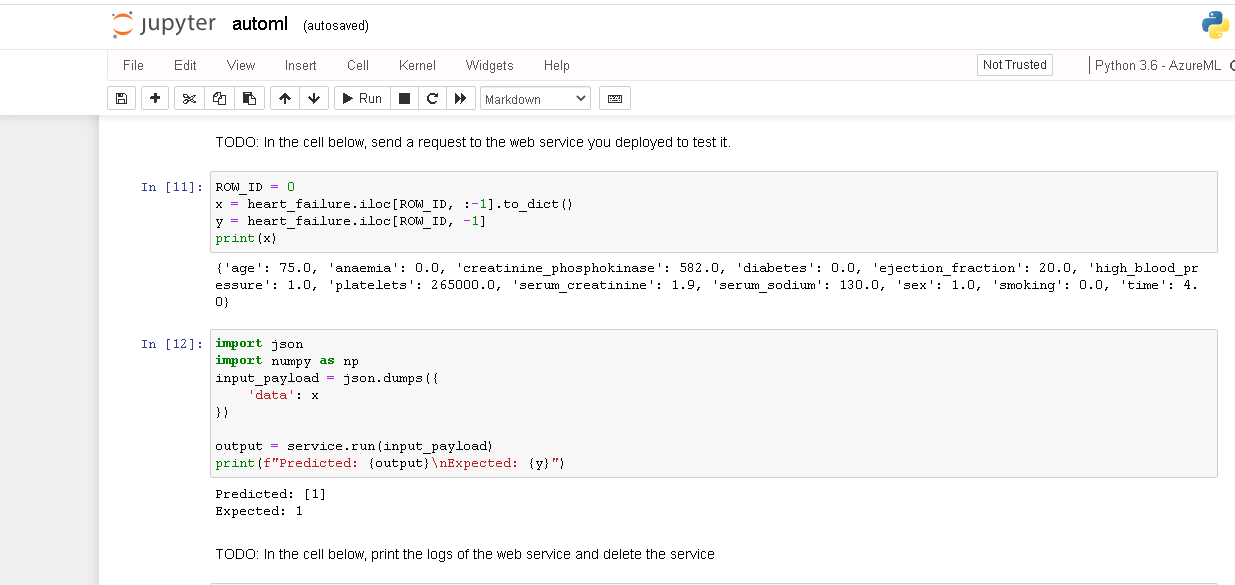 jupyter automl (autosaved)
File Edit View Insert Cell Kernel Widgets Help Not Trusted Python 3.6 - AzureML
Run Markdown
TODO: In the cell below, send a request to the web service you deployed to test it.
In [11]: ROW_ID = 0
x = heart_failure.iloc[ROW_ID, :-1].to_dict()
y = heart_failure.iloc[ROW_ID, -1]
print(x)
{'age': 75.0, 'anaemia': 0.0, 'creatinine_phosphokinase': 582.0, 'diabetes': 0.0, 'ejection_fraction': 20.0, 'high_blood_pr
essure': 1.0, 'platelets': 265000.0, 'serum_creatinine': 1.9, 'serum_sodium': 130.0, 'sex': 1.0, 'smoking': 0.0, 'time': 4.
0}
In [12]: import json
import numpy as np
input_payload = json.dumps({
    'data': x
})
output = service.run(input_payload)
print(f"Predicted: {output}\nExpected: {y}")
Predicted: [1]
Expected: 1
TODO: In the cell below, print the logs of the web service and delete the service